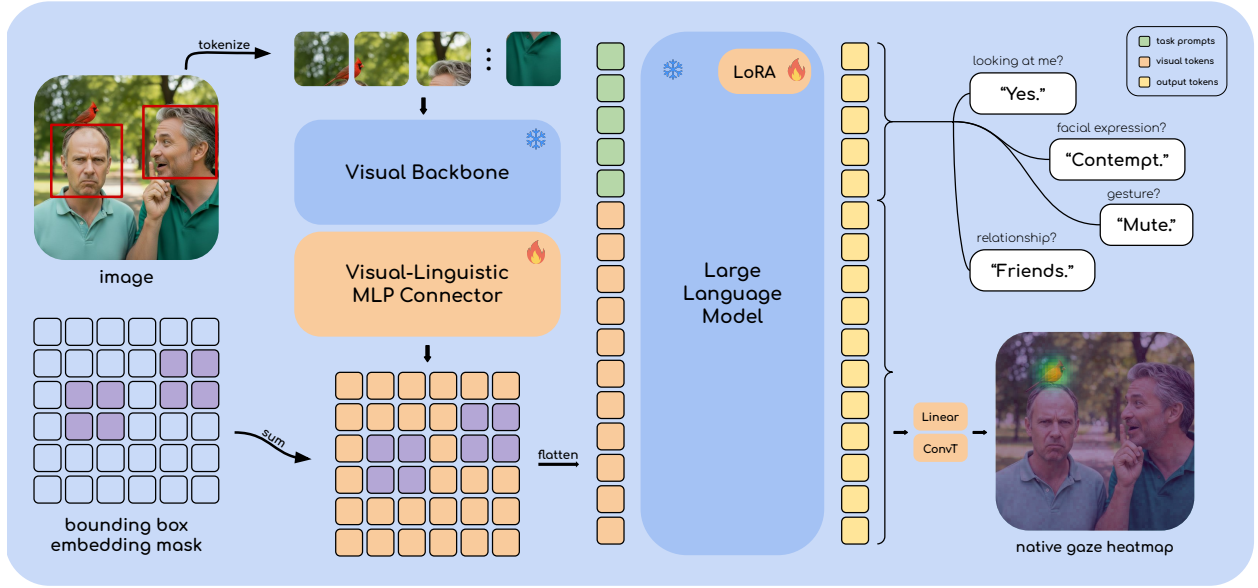 tokenize
image
bounding box
embedding mask
sum
Visual Backbone
Visual-Linguistic
MLP Connector
flatten
LoRA
Large
Language
Model
task prompts
visual tokens
output tokens
looking at me?
“Yes.”
facial expression?
“Contempt.”
gesture?
“Mute.”
relationship?
“Friends.”
Linear
ConvT
native gaze heatmap